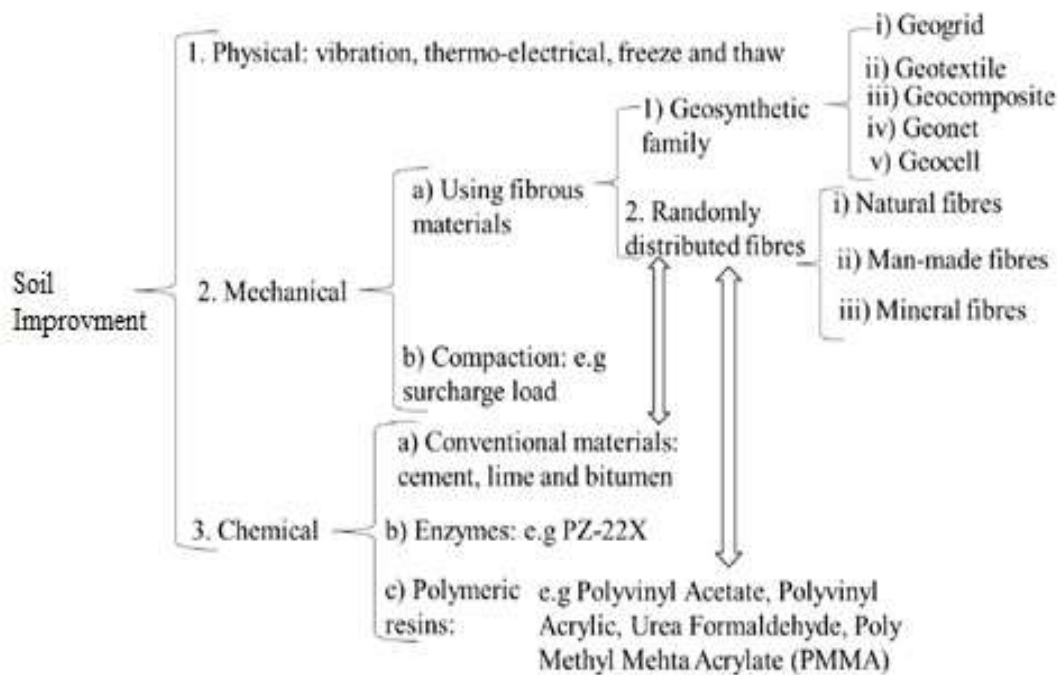 Soil
Improvment
1. Physical: vibration, thermo-electrical, freeze and thaw
2. Mechanical
a) Using fibrous
materials
1) Geosynthetic
family
i) Geogrid
ii) Geotextile
iii) Geocomposite
iv) Geonet
v) Geocell
2. Randomly
distributed fibres
i) Natural fibres
ii) Man-made fibres
iii) Mineral fibres
b) Compaction: e.g
surcharge load
3. Chemical
a) Conventional materials:
cement, lime and bitumen
b) Enzymes: e.g PZ-22X
c) Polymeric
resins:
e.g Polyvinyl Acetate, Polyvinyl
Acrylic, Urea Formaldehyde, Poly
Methyl Mehta Acrylate (PMMA)